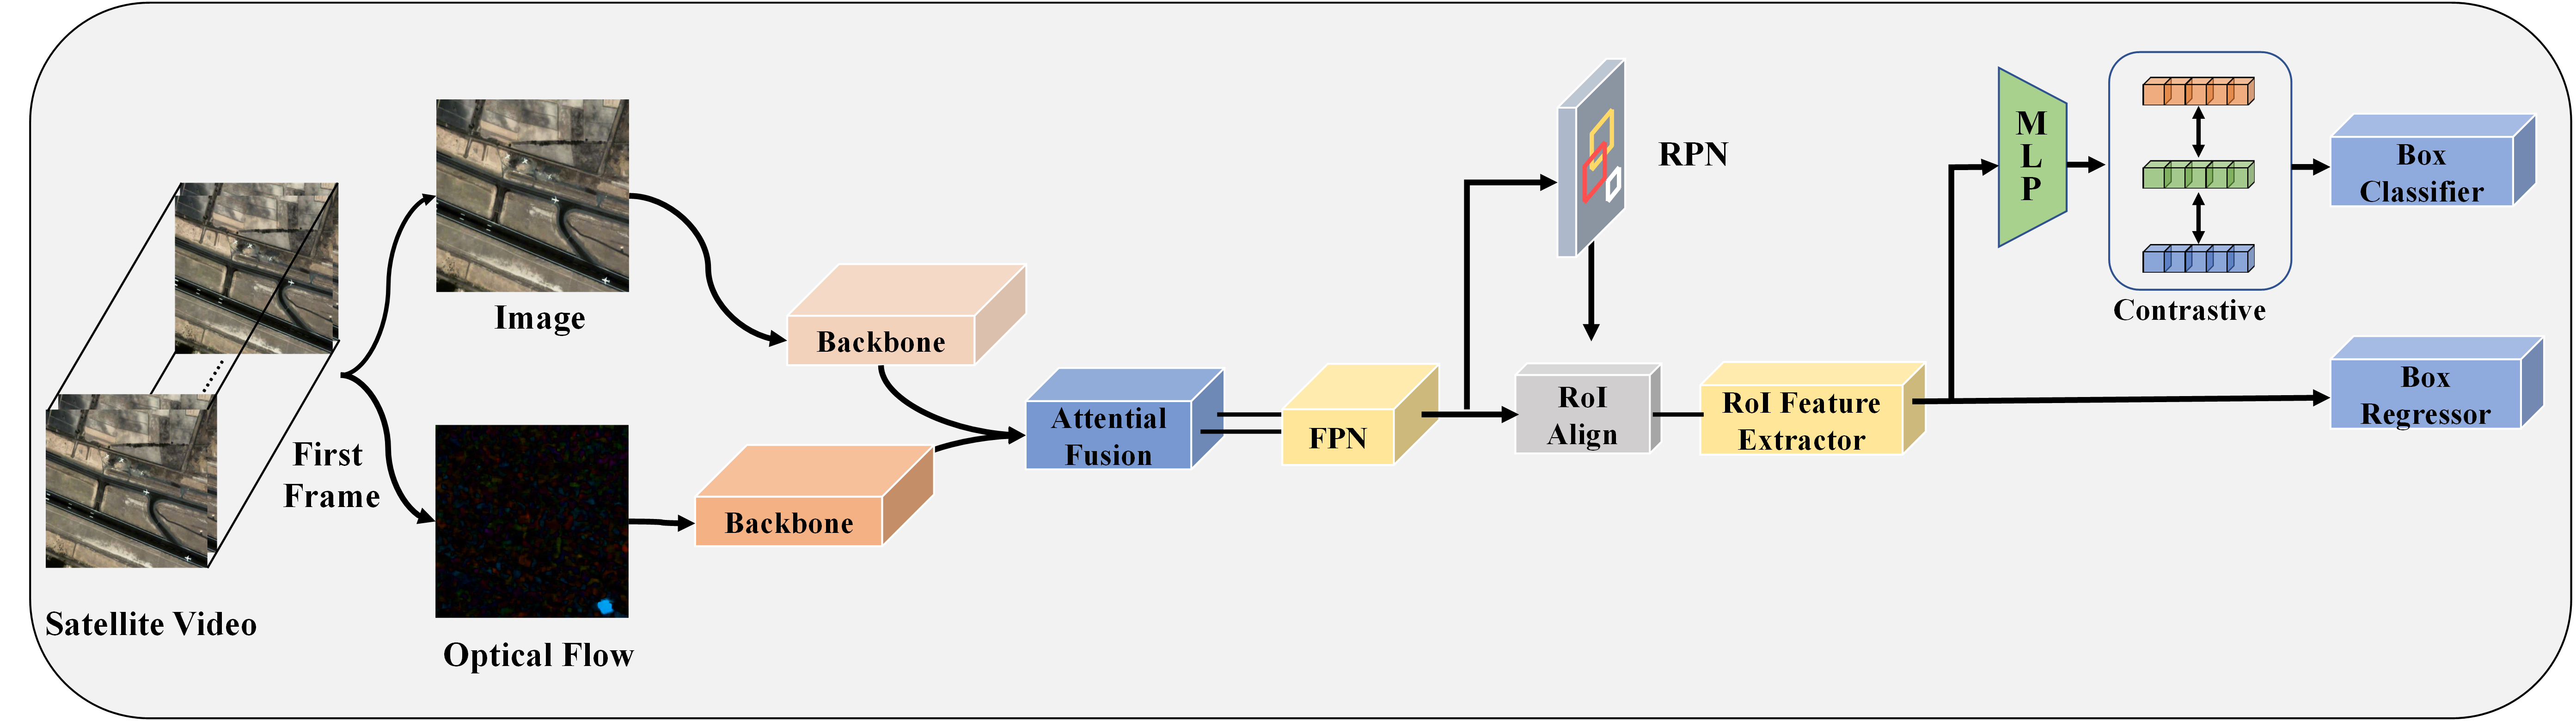 Satellite Video
First
Frame
Image
Optical Flow
Backbone
Backbone
Attential
Fusion
FPN
RPN
RoI
Align
RoI Feature
Extractor
M
L
P
Contrastive
Box
Classifier
Box
Regressor